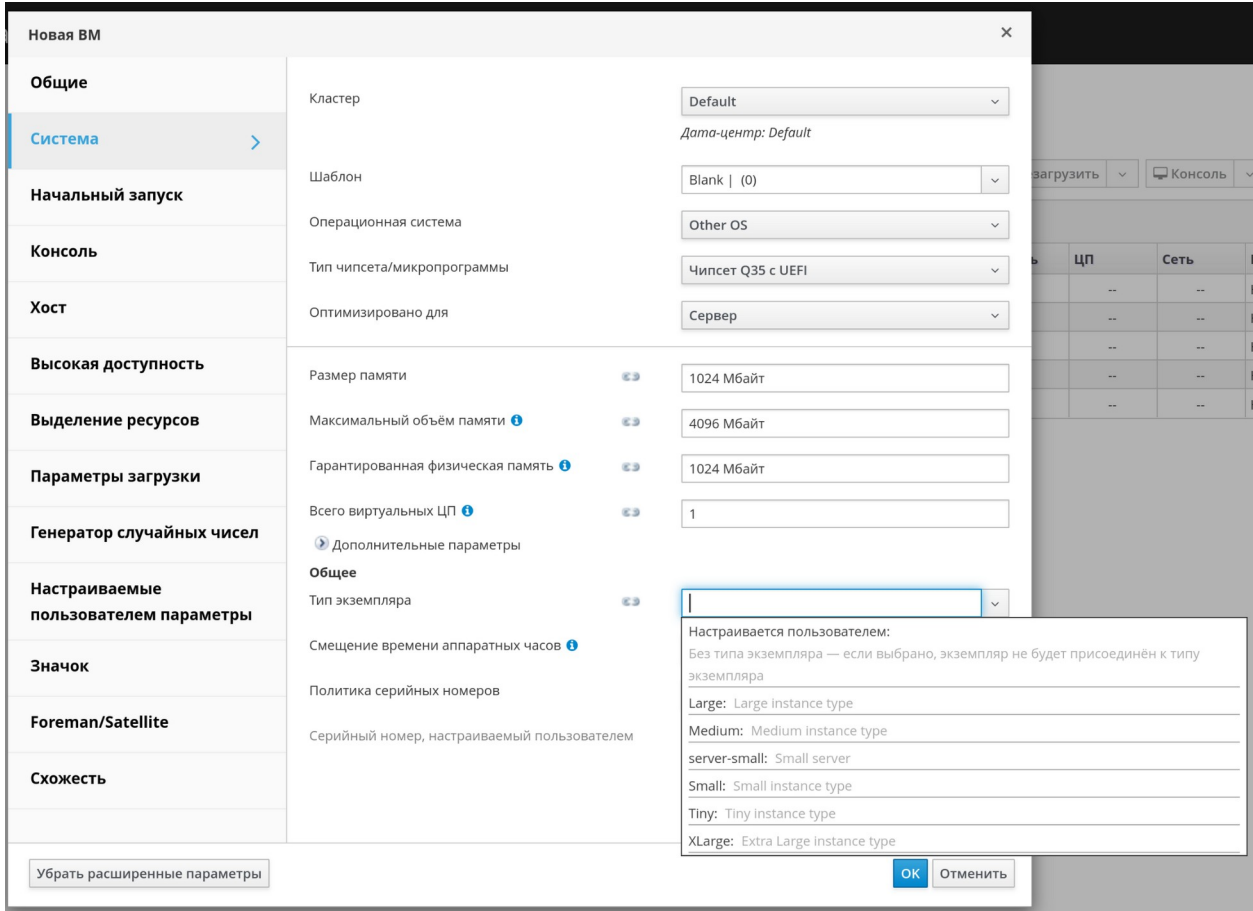 Новая ВМ
Общие
Система
Начальный запуск
Консоль
Хост
Высокая доступность
Выделение ресурсов
Параметры загрузки
Генератор случайных чисел
Настраиваемые
пользователем параметры
Значок
Foreman/Satellite
Схожесть
Кластер
Default
Дата-центр: Default
Шаблон
Blank | (0)
Операционная система
Other OS
Тип чипсета/микропрограммы
Чипсет Q35 с UEFI
Оптимизировано для
Сервер
Размер памяти
1024 Мбайт
Максимальный объём памяти
4096 Мбайт
Гарантированная физическая память
1024 Мбайт
Всего виртуальных ЦП
1
Дополнительные параметры
Общее
Тип экземпляра
Настраивается пользователем:
Без типа экземпляра — если выбрано, экземпляр не будет присоединён к типу
экземпляра
Large: Large instance type
Medium: Medium instance type
server-small: Small server
Small: Small instance type
Tiny: Tiny instance type
XLarge: Extra Large instance type
Смещение времени аппаратных часов
Политика серийных номеров
Серийный номер, настраиваемый пользователем
Убрать расширенные параметры
OK
Отменить
Консоль
ЦП
Сеть
--
--
--
--
--
--
--
--
--
--